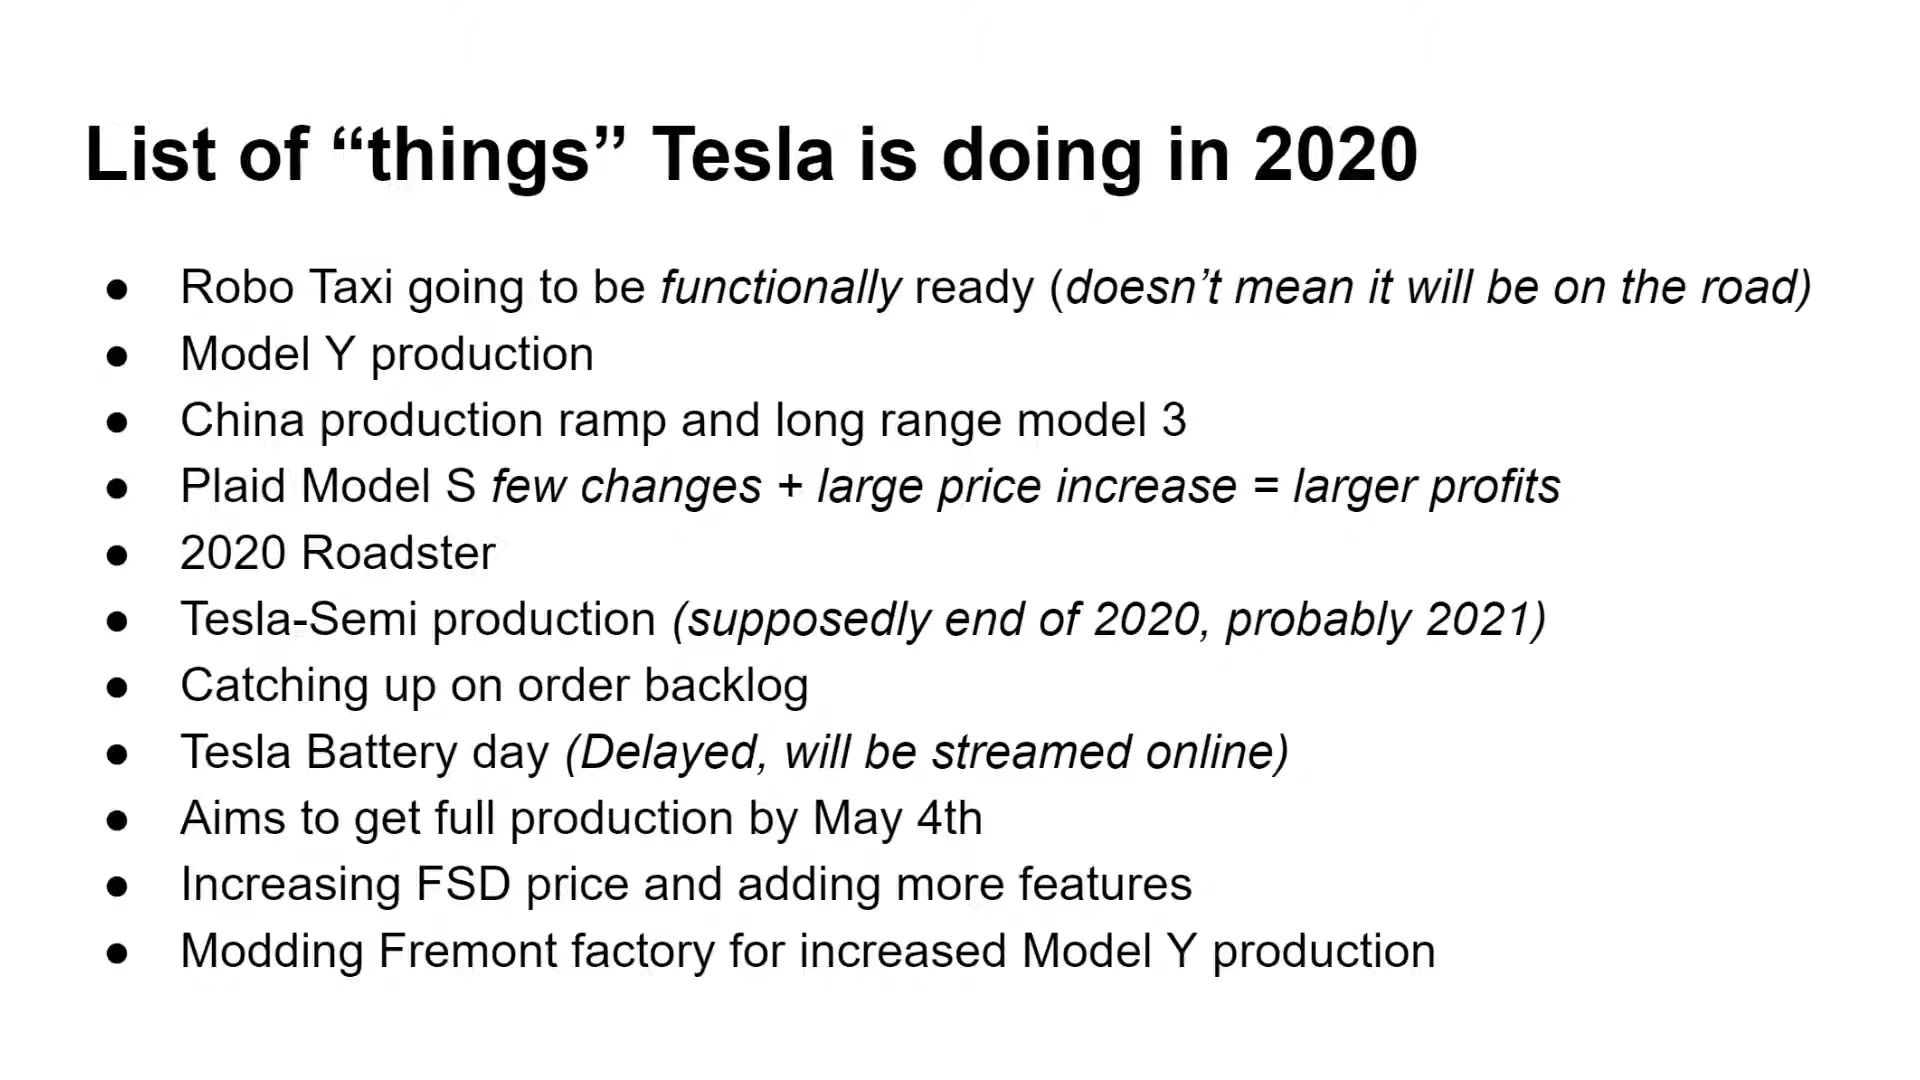 List of “things” Tesla is doing in 2020
● Robo Taxi going to be functionally ready (doesn’t mean it will be on the road)
● Model Y production
● China production ramp and long range model 3
● Plaid Model S few changes + large price increase = larger profits
● 2020 Roadster
● Tesla-Semi production (supposedly end of 2020, probably 2021)
● Catching up on order backlog
● Tesla Battery day (Delayed, will be streamed online)
● Aims to get full production by May 4th
● Increasing FSD price and adding more features
● Modding Fremont factory for increased Model Y production